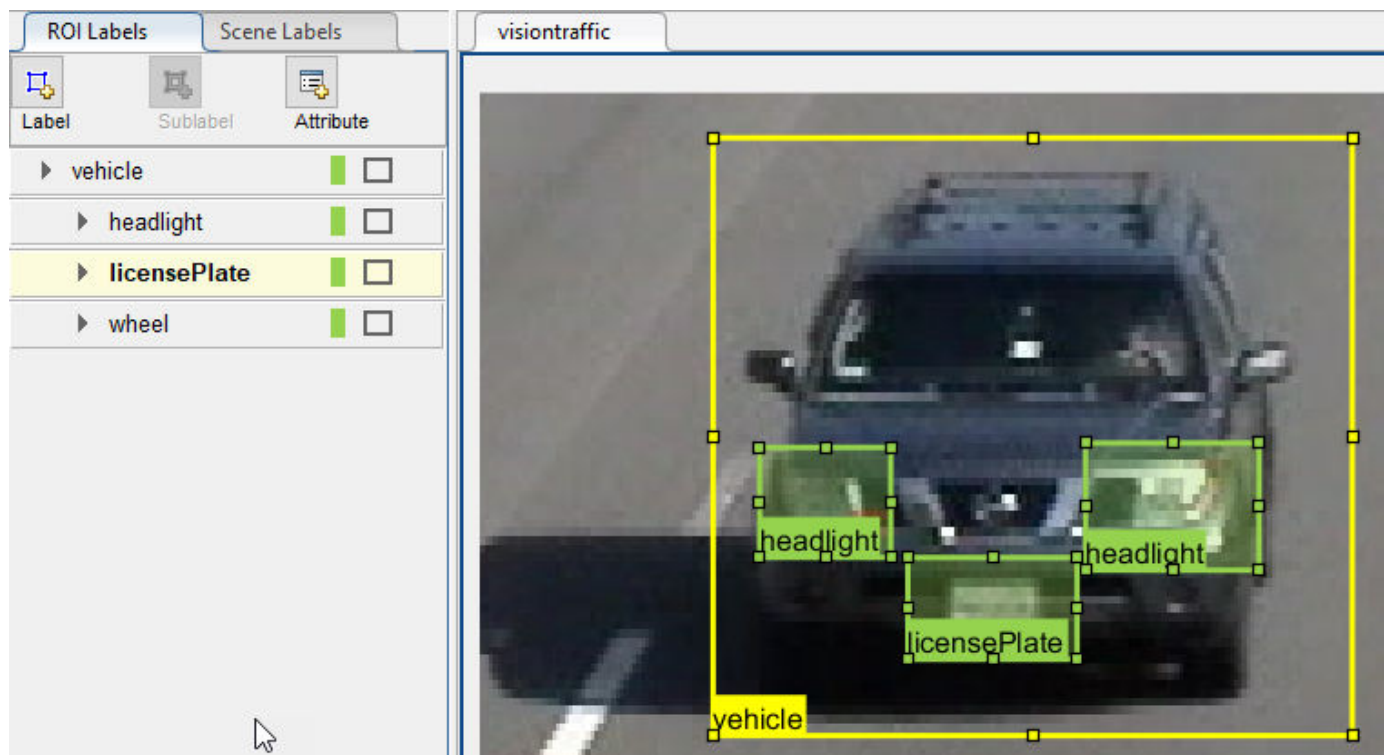 ROI Labels
Scene Labels
visiontraffic
Label
Sublabel
Attribute
vehicle
headlight
licensePlate
wheel
headlight
headlight
licensePlate
vehicle